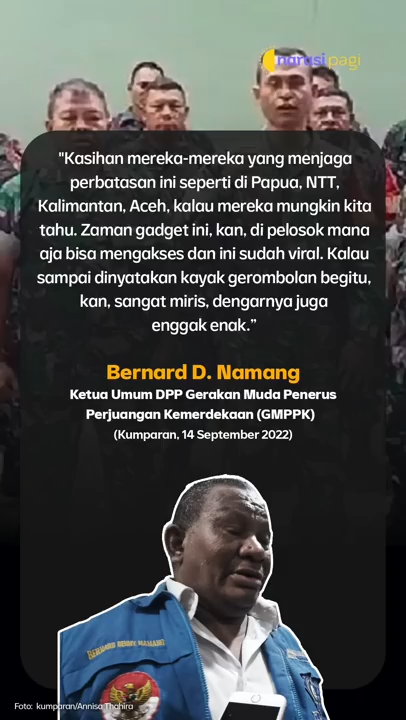 narasi pagi
"Kasihan mereka-mereka yang menjaga
perbatasan ini seperti di Papua, NTT,
Kalimantan, Aceh, kalau mereka mungkin kita
tahu. Zaman gadget ini, kan, di pelosok mana
aja bisa mengakses dan ini sudah viral. Kalau
sampai dinyatakan kayak gerombolan begitu,
kan, sangat miris, dengarnya juga
enggak enak.”
Bernard D. Namang
Ketua Umum DPP Gerakan Muda Penerus
Perjuangan Kemerdekaan (GMPPK)
(Kumparan, 14 September 2022)
BERNARD DENNY NAMANG
Foto: kumparan/Annisa Thahira